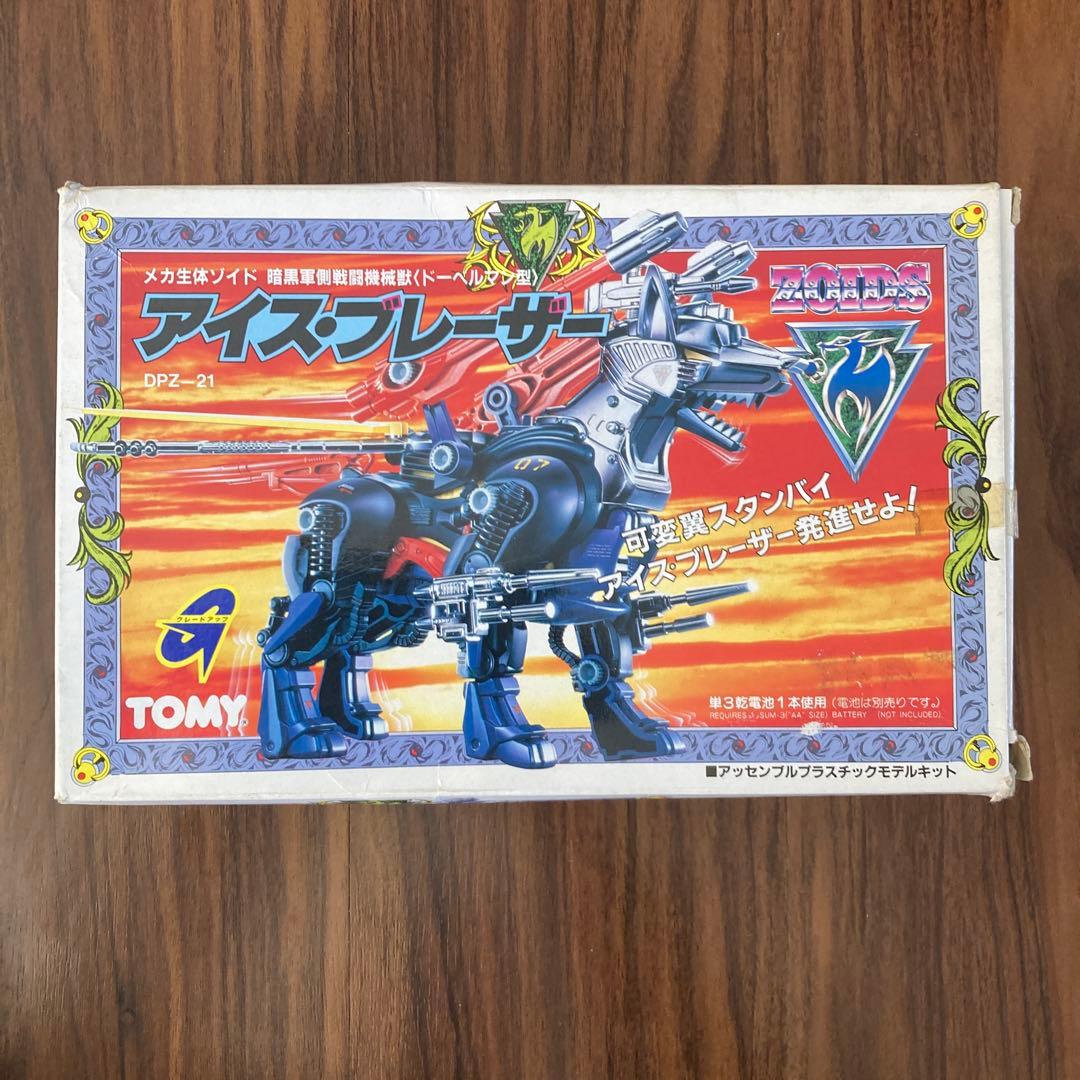 メカ生体ゾイド 暗黒軍側戦闘機械獣〈ドーベルマン型〉
アイス・ブレーザー
DPZ−21
ZOIDS
07
可変翼スタンバイ
アイス・ブレーザー発進せよ!
グレードアップ
TOMY
単3乾電池1本使用(電池は別売りです。)
REQUIRES 1, SUM-3("AA" SIZE) BATTERY (NOT INCLUDED)
■アッセンブルプラスチックモデルキット